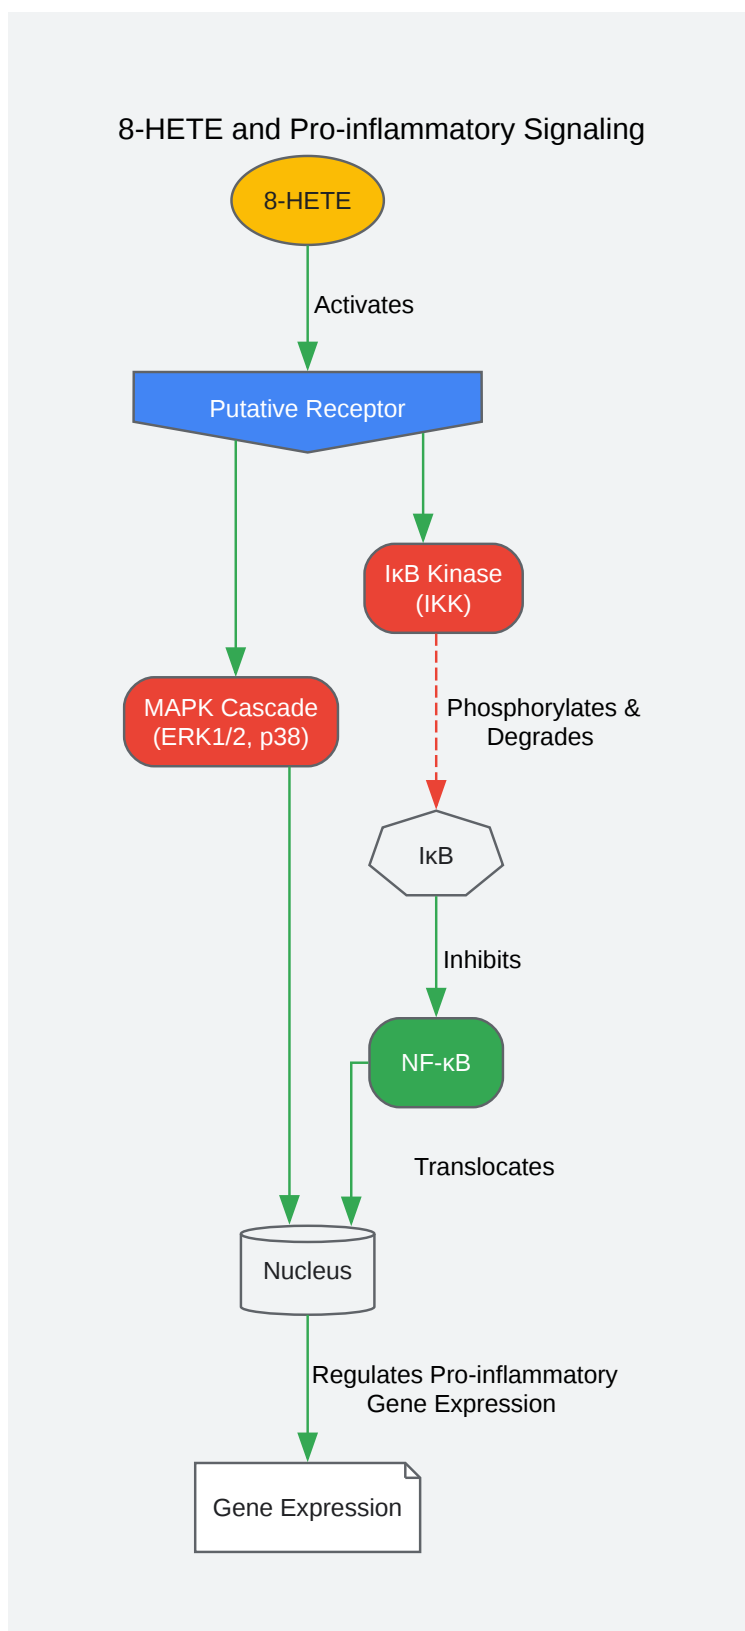 8-HETE and Pro-inflammatory Signaling
8-HETE
Activates
Putative Receptor
IκB Kinase
(IKK)
MAPK Cascade
(ERK1/2, p38)
Phosphorylates &
Degrades
IκB
Inhibits
NF-κB
Translocates
Nucleus
Regulates Pro-inflammatory
Gene Expression
Gene Expression